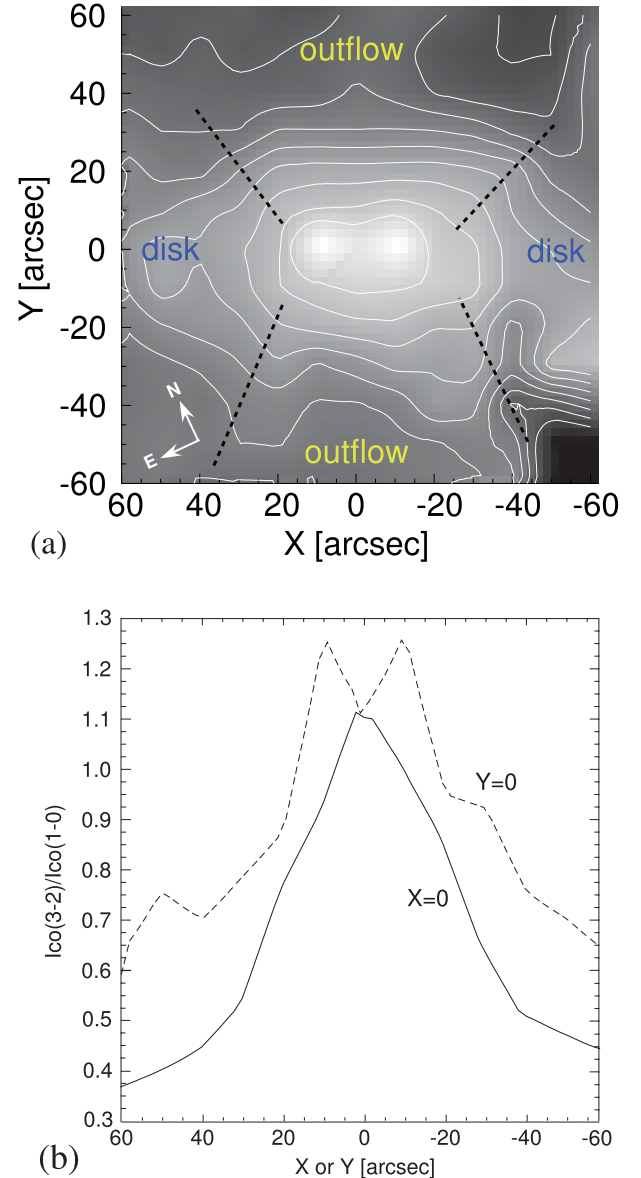 60
40
20
0
-20
-40
-60
Y [arcsec]
outflow
disk
disk
N
E
outflow
60 40 20 0 -20 -40 -60
X [arcsec]
(a)
1.3
1.2
1.1
1.0
0.9
0.8
0.7
0.6
0.5
0.4
0.3
Ico(3-2)/Ico(1-0)
Y=0
X=0
60 40 20 0 -20 -40 -60
X or Y [arcsec]
(b)